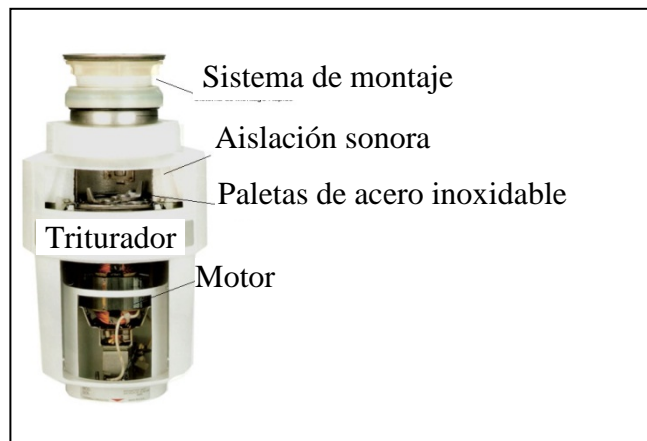 Sistema de montaje
Aislación sonora
Paletas de acero inoxidable
Triturador
Motor